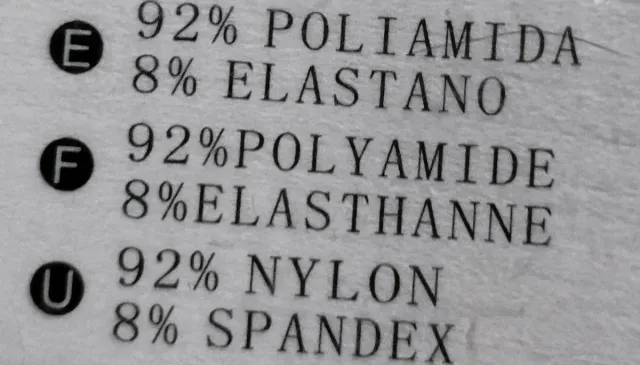 E 92% POLIAMIDA
8% ELASTANO
F 92%POLYAMIDE
8%ELASTHANNE
U 92% NYLON
8% SPANDEX